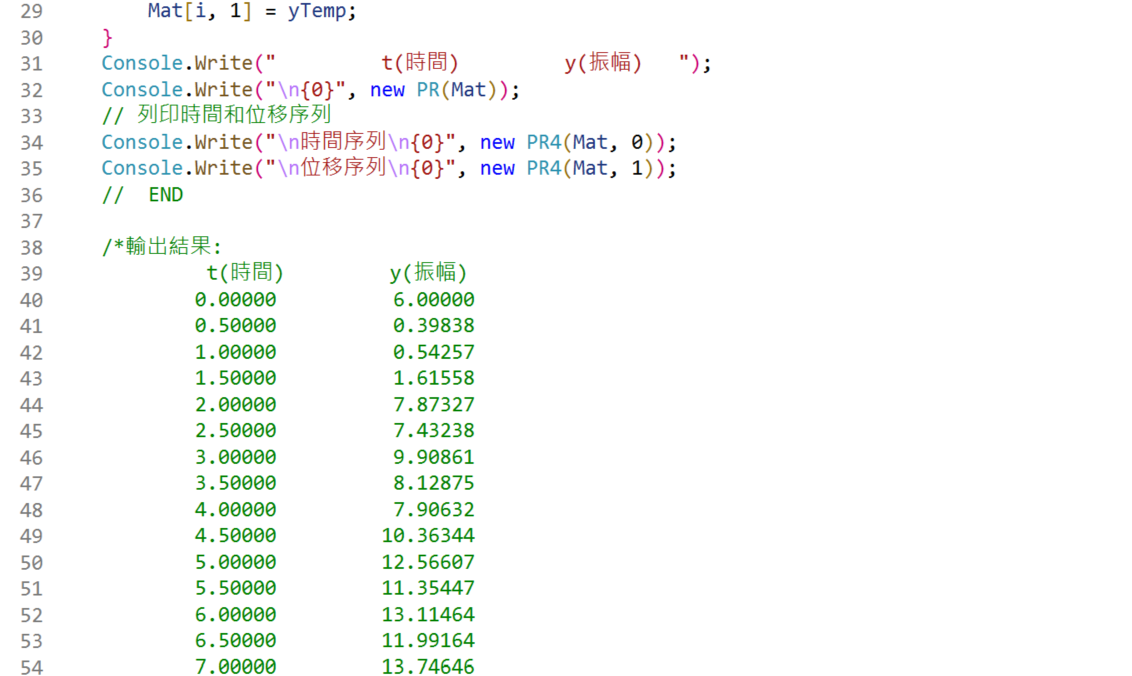 29         Mat[i, 1] = yTemp;
30     }
31     Console.Write("         t(時間)         y(振幅)   ");
32     Console.Write("\n{0}", new PR(Mat));
33     // 列印時間和位移序列
34     Console.Write("\n時間序列\n{0}", new PR4(Mat, 0));
35     Console.Write("\n位移序列\n{0}", new PR4(Mat, 1));
36     //  END
37
38     /*輸出結果:
39              t(時間)         y(振幅)
40             0.00000          6.00000
41             0.50000          0.39838
42             1.00000          0.54257
43             1.50000          1.61558
44             2.00000          7.87327
45             2.50000          7.43238
46             3.00000          9.90861
47             3.50000          8.12875
48             4.00000          7.90632
49             4.50000         10.36344
50             5.00000         12.56607
51             5.50000         11.35447
52             6.00000         13.11464
53             6.50000         11.99164
54             7.00000         13.74646